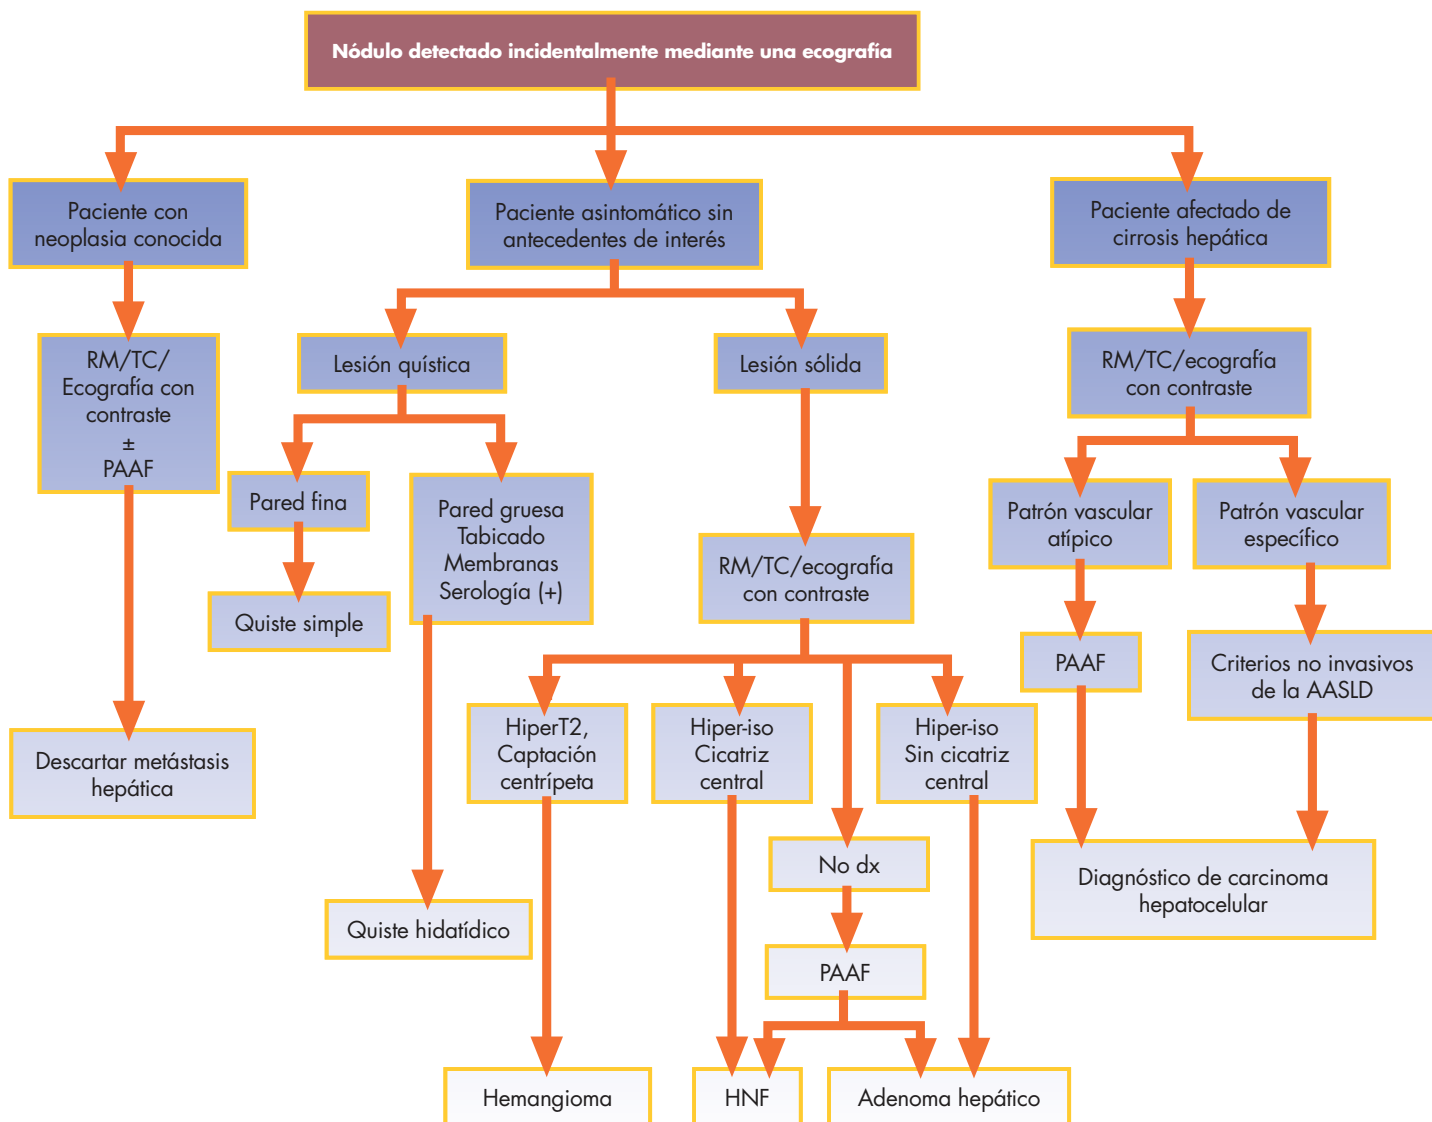 Nódulo detectado incidentalmente mediante una ecografía
Paciente con
neoplasia conocida
Paciente asintomático sin
antecedentes de interés
Paciente afectado de
cirrosis hepática
RM/TC/
Ecografía con
contraste
±
PAAF
Lesión quística
Lesión sólida
RM/TC/ecografía
con contraste
Pared fina
Pared gruesa
Tabicado
Membranas
Serología (+)
Patrón vascular
atípico
Patrón vascular
específico
RM/TC/ecografía
con contraste
Quiste simple
PAAF
Criterios no invasivos
de la AASLD
Descartar metástasis
hepática
HiperT2,
Captación
centrípeta
Hiper-iso
Cicatriz
central
Hiper-iso
Sin cicatriz
central
No dx
Diagnóstico de carcinoma
hepatocelular
Quiste hidatídico
PAAF
Hemangioma
HNF
Adenoma hepático